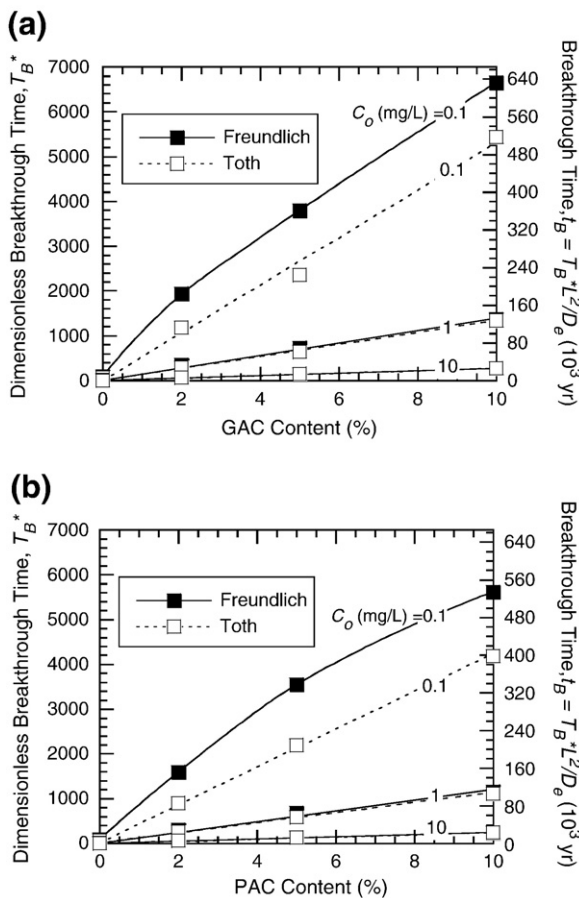 (a)
Dimensionless Breakthrough Time, T_B*
7000
6000
5000
4000
3000
2000
1000
0
Freundlich
Toth
C_o (mg/L) =0.1
0.1
1
10
640
560
480
400
320
240
160
80
0
Breakthrough Time, t_B = T_B*L²/D_e (10³ yr)
0 2 4 6 8 10
GAC Content (%)
(b)
Dimensionless Breakthrough Time, T_B*
7000
6000
5000
4000
3000
2000
1000
0
Freundlich
Toth
C_o (mg/L) =0.1
0.1
1
10
640
560
480
400
320
240
160
80
0
Breakthrough Time, t_B = T_B*L²/D_e (10³ yr)
0 2 4 6 8 10
PAC Content (%)